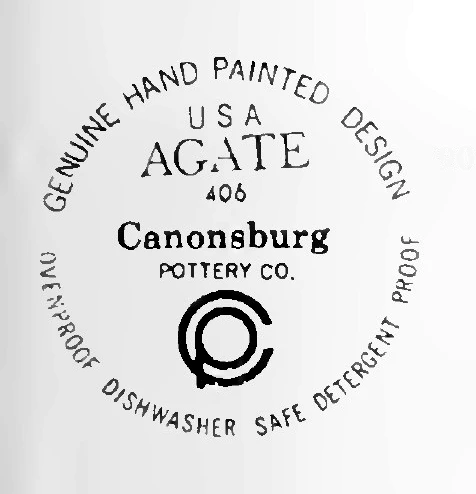 GENUINE HAND PAINTED DESIGN
USA
AGATE
406
Canonsburg
POTTERY CO.
OVENPROOF DISHWASHER SAFE DETERGENT PROOF